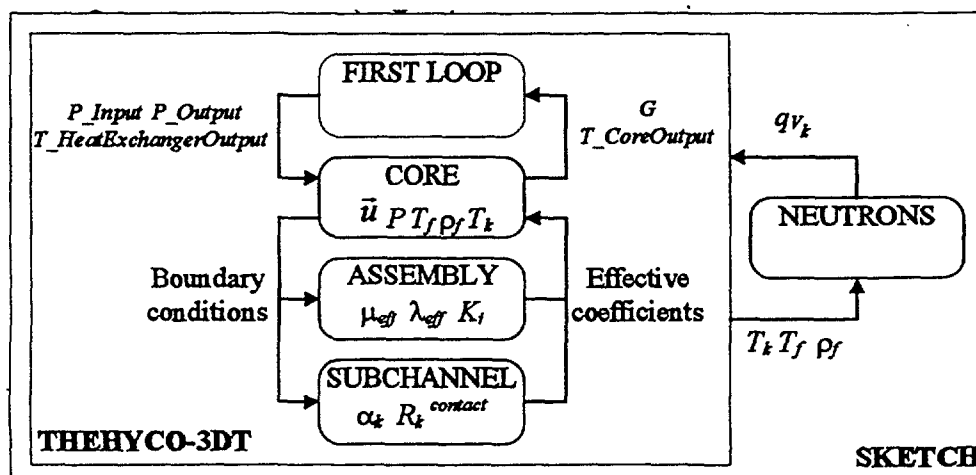 FIRST LOOP
P_Input P_Output
T_HeatExchangerOutput
G
T_CoreOutput
qv_k
CORE
u⃗ P T_f ρ_f T_k
NEUTRONS
Boundary
conditions
ASSEMBLY
μ_eff λ_eff K_i
Effective
coefficients
T_k T_f ρ_f
SUBCHANNEL
α_k R_k^contact
THEHYCO-3DT
SKETCH